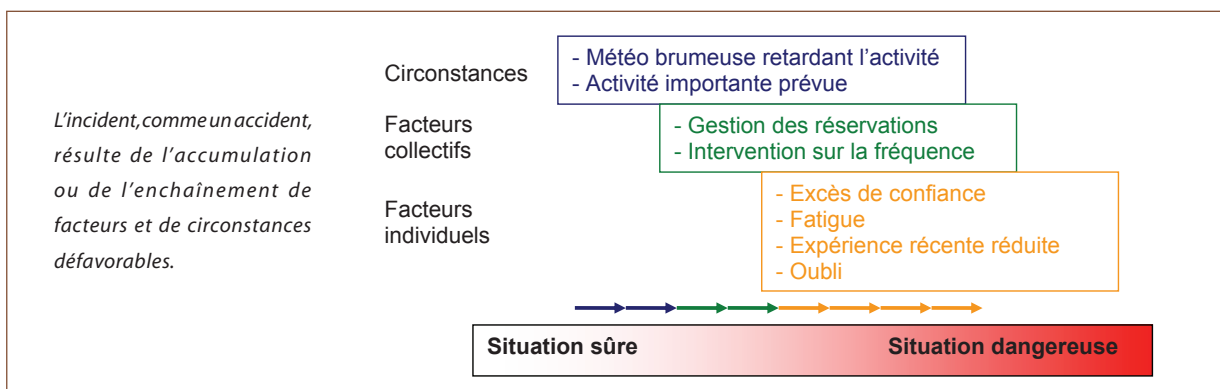 L'incident, comme un accident,
résulte de l'accumulation
ou de l'enchaînement de
facteurs et de circonstances
défavorables.
Circonstances
- Météo brumeuse retardant l'activité
- Activité importante prévue
Facteurs
collectifs
- Gestion des réservations
- Intervention sur la fréquence
Facteurs
individuels
- Excès de confiance
- Fatigue
- Expérience récente réduite
- Oubli
Situation sûre
Situation dangereuse